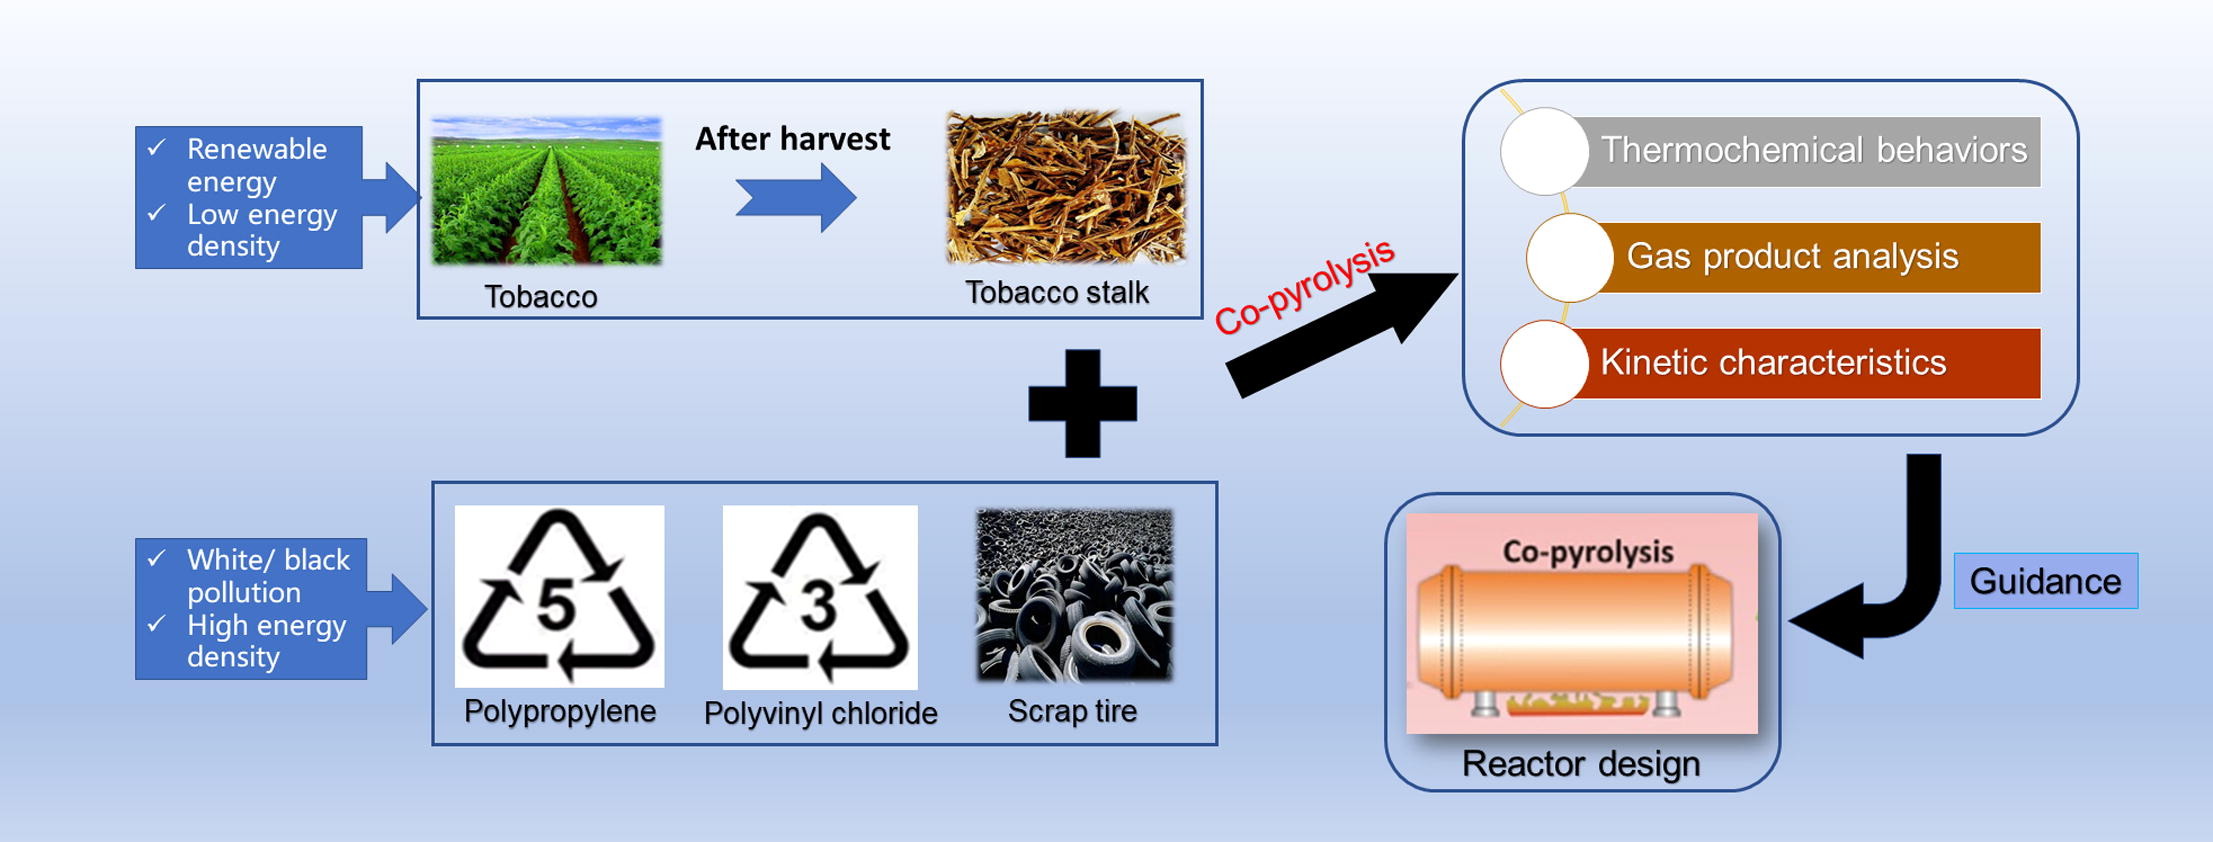 Renewable
energy
Low energy
density
After harvest
Tobacco
Tobacco stalk
White/ black
pollution
High energy
density
5
3
Polypropylene
Polyvinyl chloride
Scrap tire
Co-pyrolysis
Thermochemical behaviors
Gas product analysis
Kinetic characteristics
Guidance
Co-pyrolysis
Reactor design